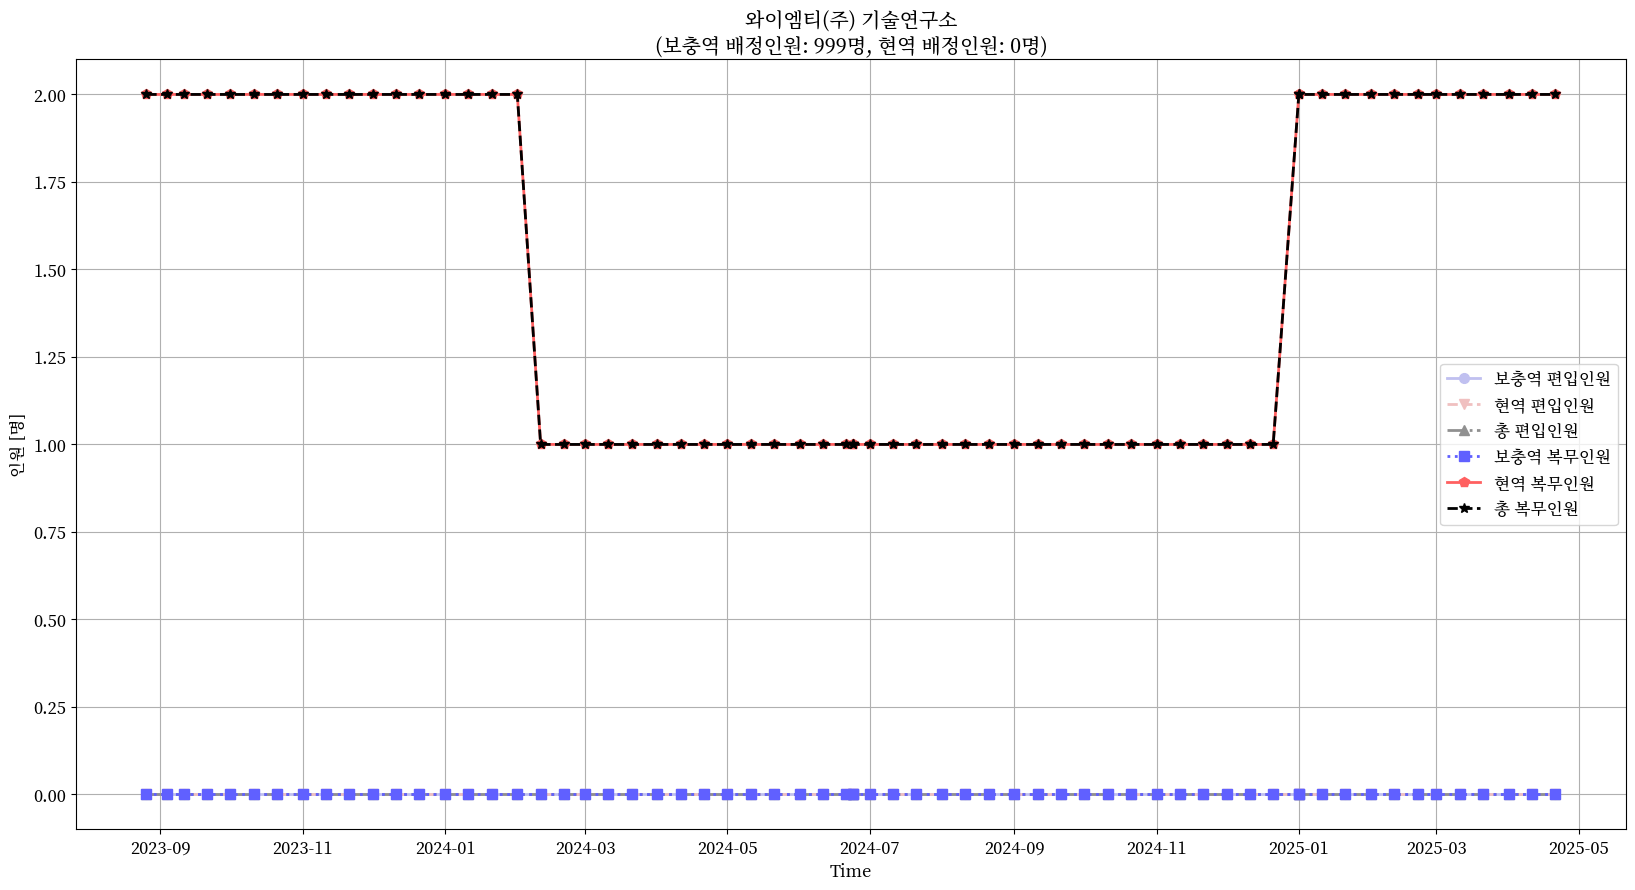 와이엠티(주) 기술연구소
(보충역 배정인원: 999명, 현역 배정인원: 0명)
2.00
1.75
1.50
1.25
1.00
0.75
0.50
0.25
0.00
인원 [명]
보충역 편입인원
현역 편입인원
총 편입인원
보충역 복무인원
현역 복무인원
총 복무인원
2023-09
2023-11
2024-01
2024-03
2024-05
2024-07
2024-09
2024-11
2025-01
2025-03
2025-05
Time